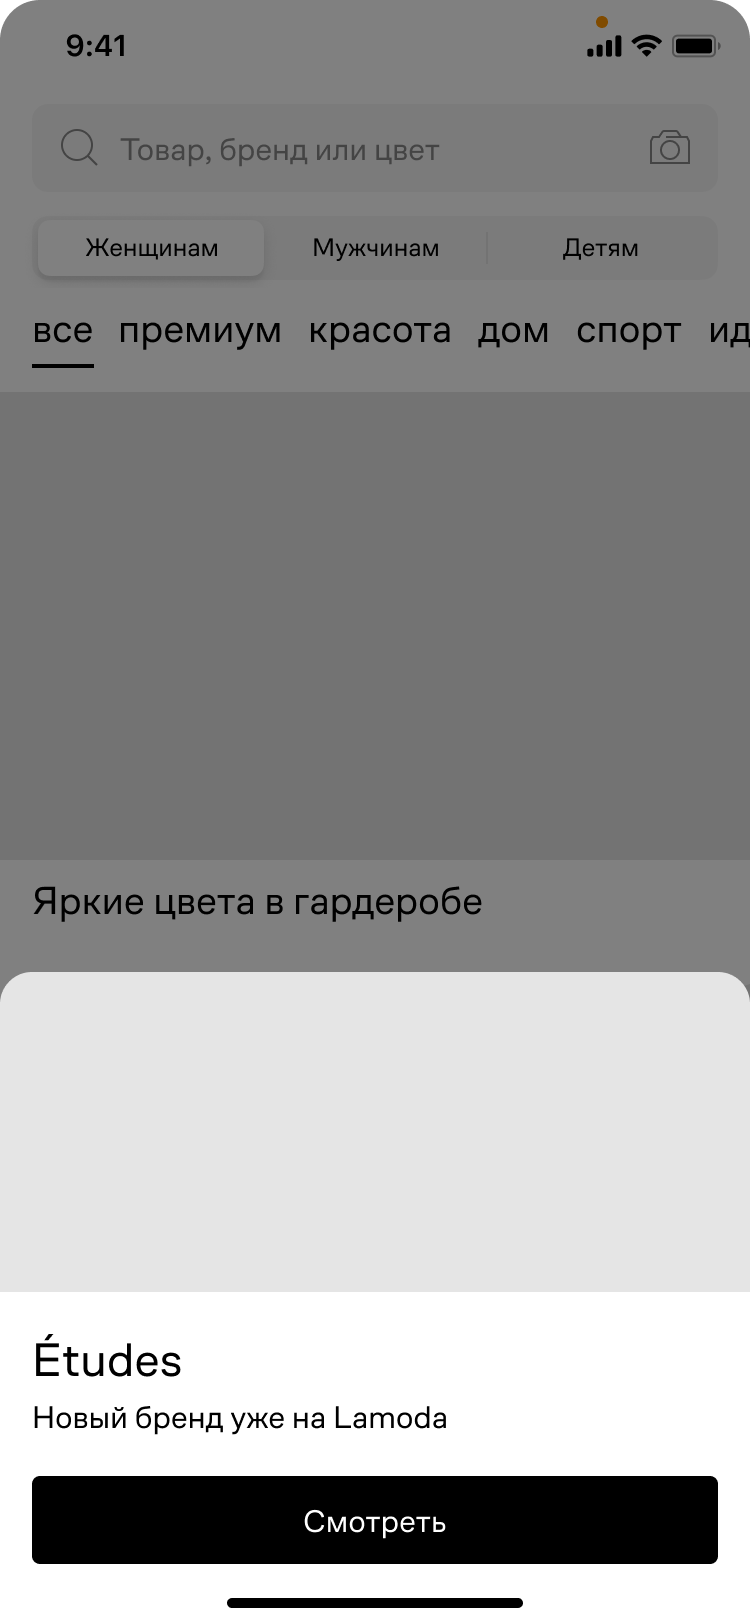 9:41
Товар, бренд или цвет
Женщинам Мужчинам Детям
все премиум красота дом спорт ид
Яркие цвета в гардеробе
Études
Новый бренд уже на Lamoda
Смотреть